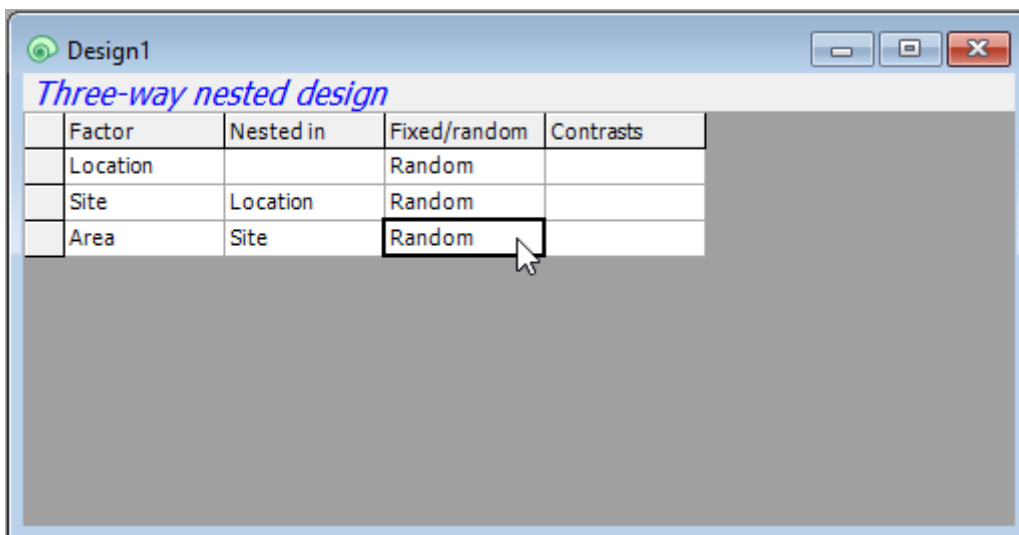 Design1
Three-way nested design
Factor Nested in Fixed/random Contrasts
Location Random
Site Location Random
Area Site Random